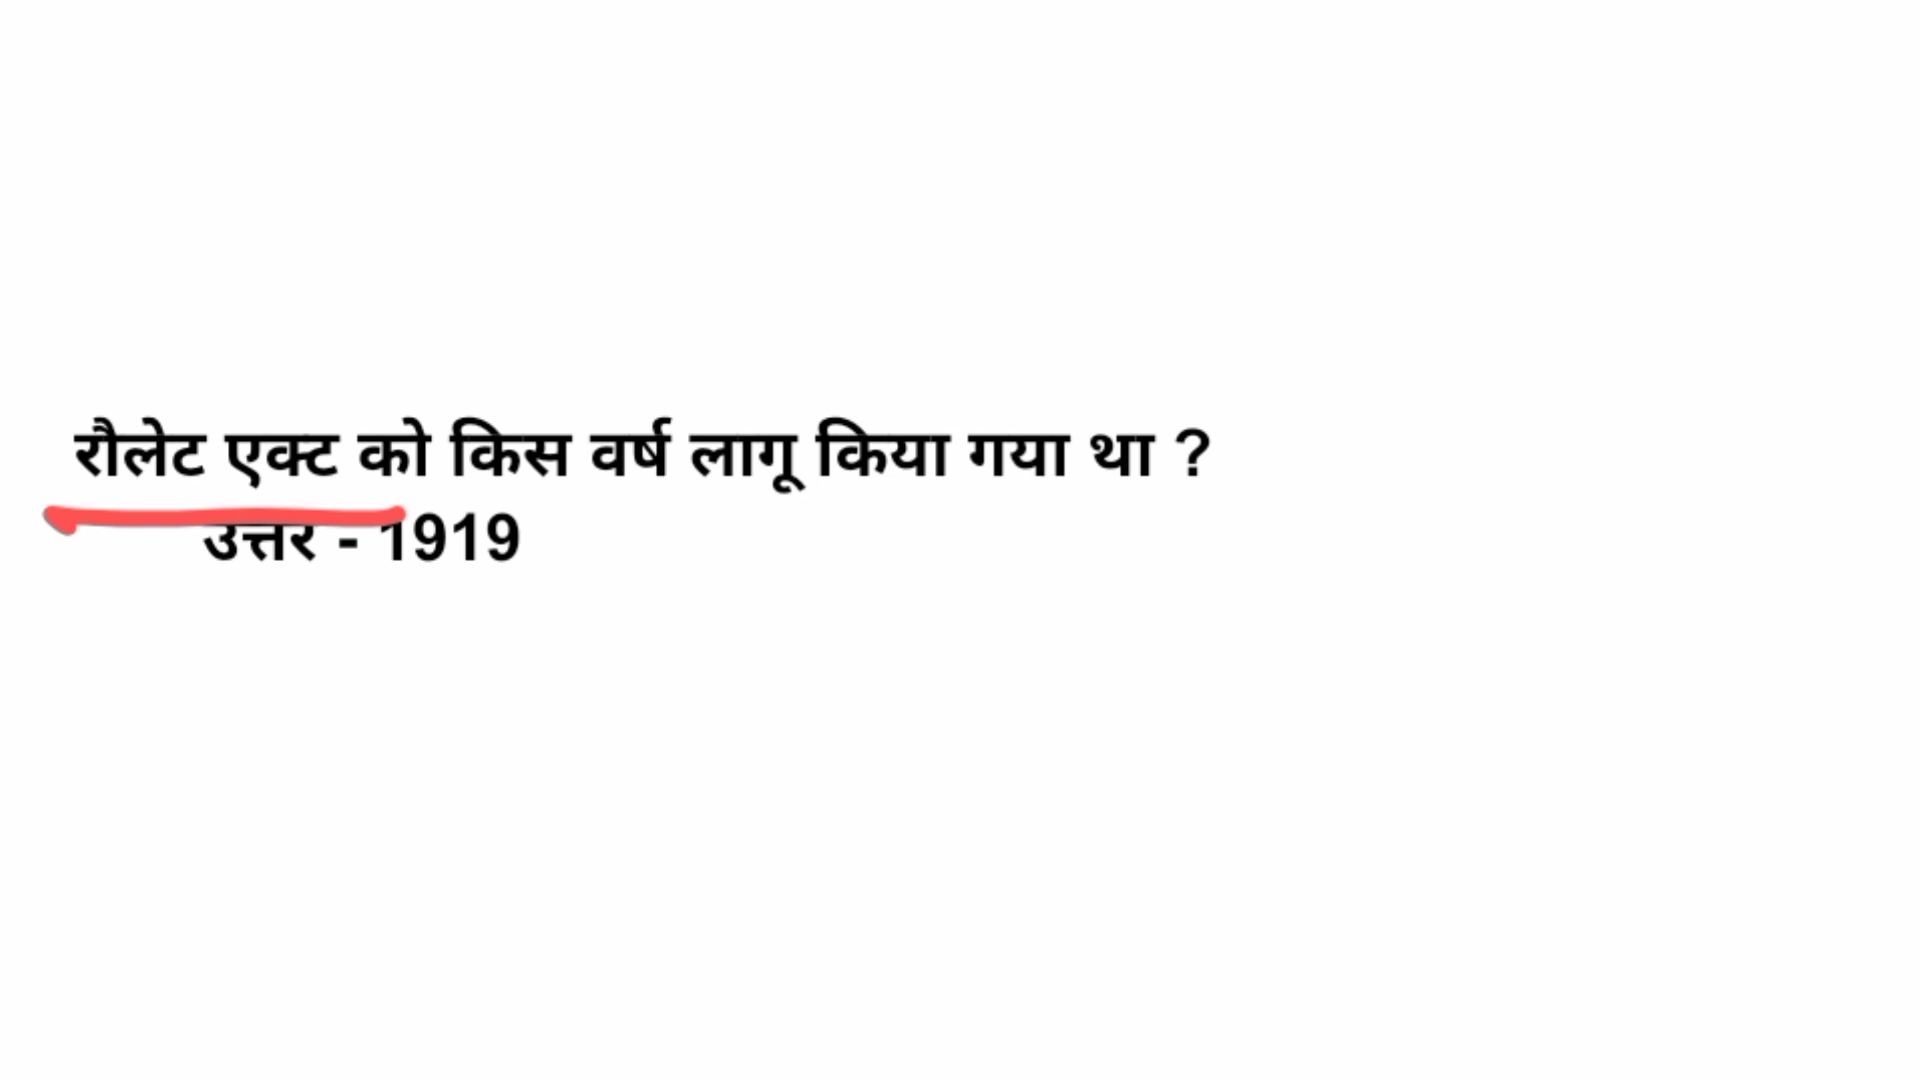 रौलेट एक्ट को किस वर्ष लागू किया गया था ?
उत्तर - 1919